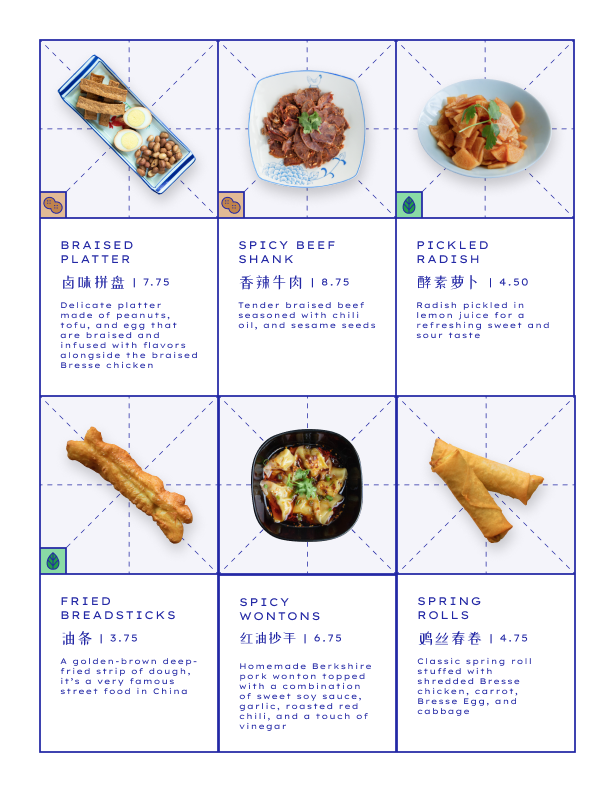 BRAISED
PLATTER
卤味拼盘 | 7.75
Delicate platter
made of peanuts,
tofu, and egg that
are braised and
infused with flavors
alongside the braised
Bresse chicken
SPICY BEEF
SHANK
香辣牛肉 | 8.75
Tender braised beef
seasoned with chili
oil, and sesame seeds
PICKLED
RADISH
酵素萝卜 | 4.50
Radish pickled in
lemon juice for a
refreshing sweet and
sour taste
FRIED
BREADSTICKS
油条 | 3.75
A golden-brown deep-
fried strip of dough,
it’s a very famous
street food in China
SPICY
WONTONS
红油抄手 | 6.75
Homemade Berkshire
pork wonton topped
with a combination
of sweet soy sauce,
garlic, roasted red
chili, and a touch of
vinegar
SPRING
ROLLS
鸡丝春卷 | 4.75
Classic spring roll
stuffed with
shredded Bresse
chicken, carrot,
Bresse Egg, and
cabbage